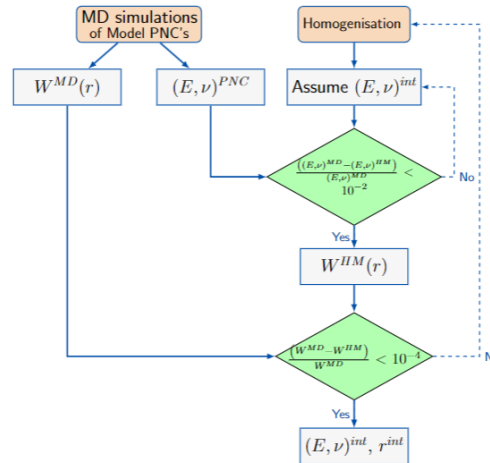 MD simulations
of Model PNC's
Homogenisation
W^{MD}(r)
(E, ν)^{PNC}
Assume (E, ν)^{int}
((E,ν)^{MD}−(E,ν)^{HM}) / (E,ν)^{MD} <
10^{−2}
No
Yes
W^{HM}(r)
(W^{MD}−W^{HM}) / W^{MD} < 10^{−4}
N
Yes
(E, ν)^{int}, r^{int}